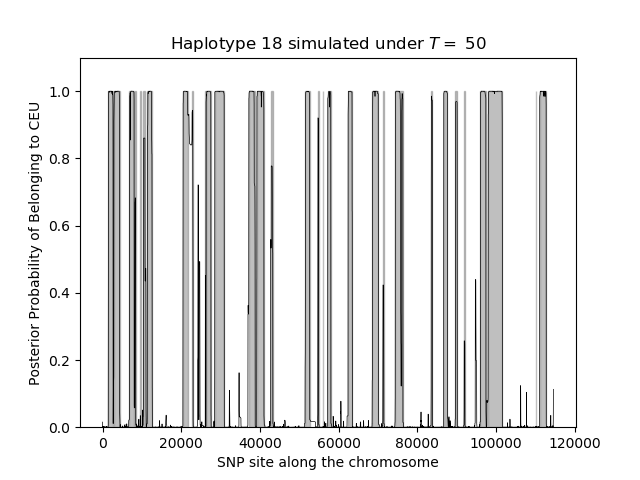 Haplotype 18 simulated under T = 50
Posterior Probability of Belonging to CEU
1.0
0.8
0.6
0.4
0.2
0.0
0 20000 40000 60000 80000 100000 120000
SNP site along the chromosome